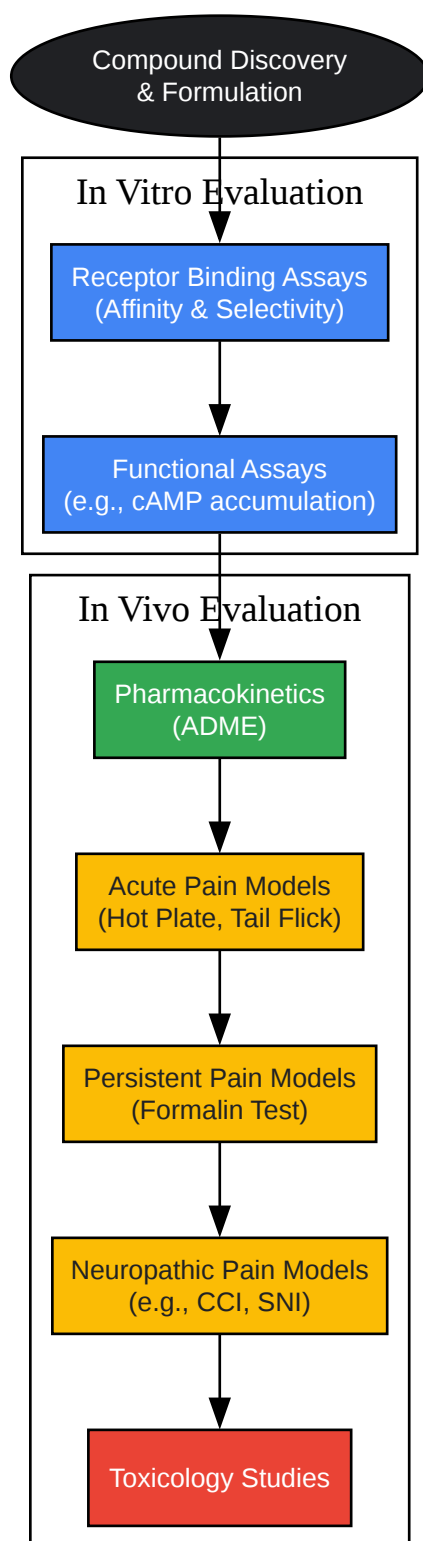 Compound Discovery
& Formulation
In Vitro Evaluation
Receptor Binding Assays
(Affinity & Selectivity)
Functional Assays
(e.g., cAMP accumulation)
In Vivo Evaluation
Pharmacokinetics
(ADME)
Acute Pain Models
(Hot Plate, Tail Flick)
Persistent Pain Models
(Formalin Test)
Neuropathic Pain Models
(e.g., CCI, SNI)
Toxicology Studies